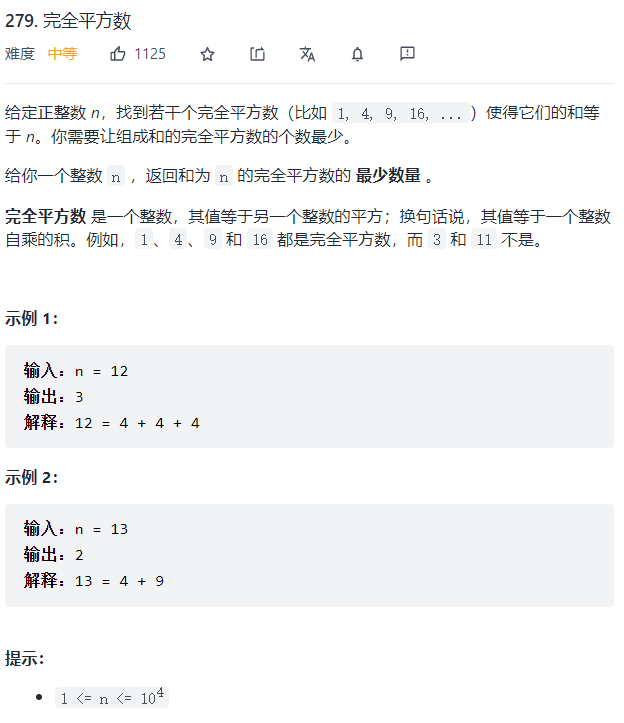 279. 完全平方数
难度 中等 1125
给定正整数 n，找到若干个完全平方数（比如 1, 4, 9, 16, ...）使得它们的和等
于 n。你需要让组成和的完全平方数的个数最少。
给你一个整数 n ，返回和为 n 的完全平方数的 最少数量 。
完全平方数 是一个整数，其值等于另一个整数的平方；换句话说，其值等于一个整数
自乘的积。例如，1、4、9 和 16 都是完全平方数，而 3 和 11 不是。
示例 1：
输入：n = 12
输出：3
解释：12 = 4 + 4 + 4
示例 2：
输入：n = 13
输出：2
解释：13 = 4 + 9
提示：
• 1 <= n <= 10⁴